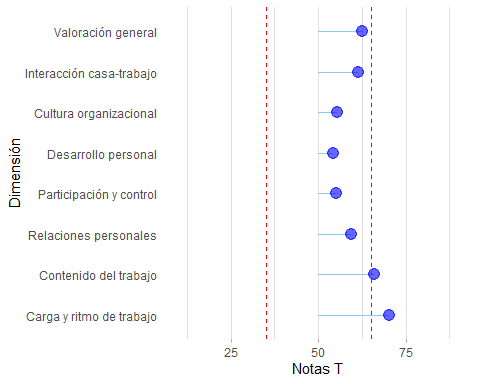 Dimensión
Valoración general
Interacción casa-trabajo
Cultura organizacional
Desarrollo personal
Participación y control
Relaciones personales
Contenido del trabajo
Carga y ritmo de trabajo
25 50 75
Notas T